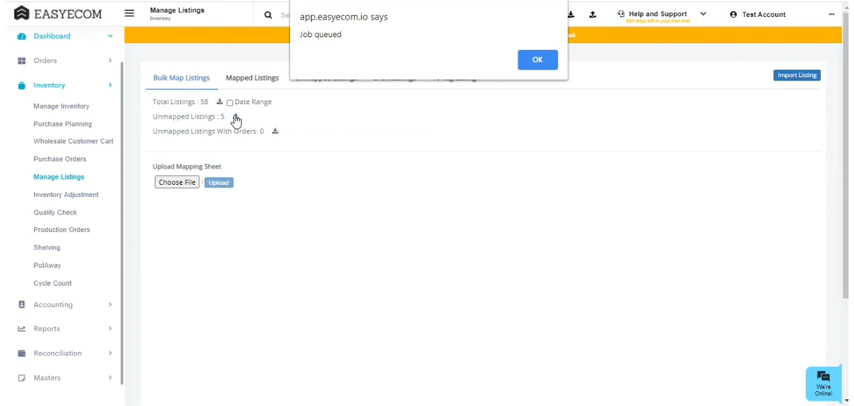 EASYECOM
Manage Listings
Inventory
app.easyecom.io says
Job queued
OK
Help and Support
Test Account
Dashboard
Orders
Inventory
Manage Inventory
Purchase Planning
Wholesale Customer Cart
Purchase Orders
Manage Listings
Inventory Adjustment
Quality Check
Production Orders
Shelving
PutAway
Cycle Count
Accounting
Reports
Reconciliation
Masters
Bulk Map Listings
Mapped Listings
Import Listing
Total Listings : 58
Date Range
Unmapped Listings : 5
Unmapped Listings With Orders: 0
Upload Mapping Sheet
Choose File
Upload
We're
Online!